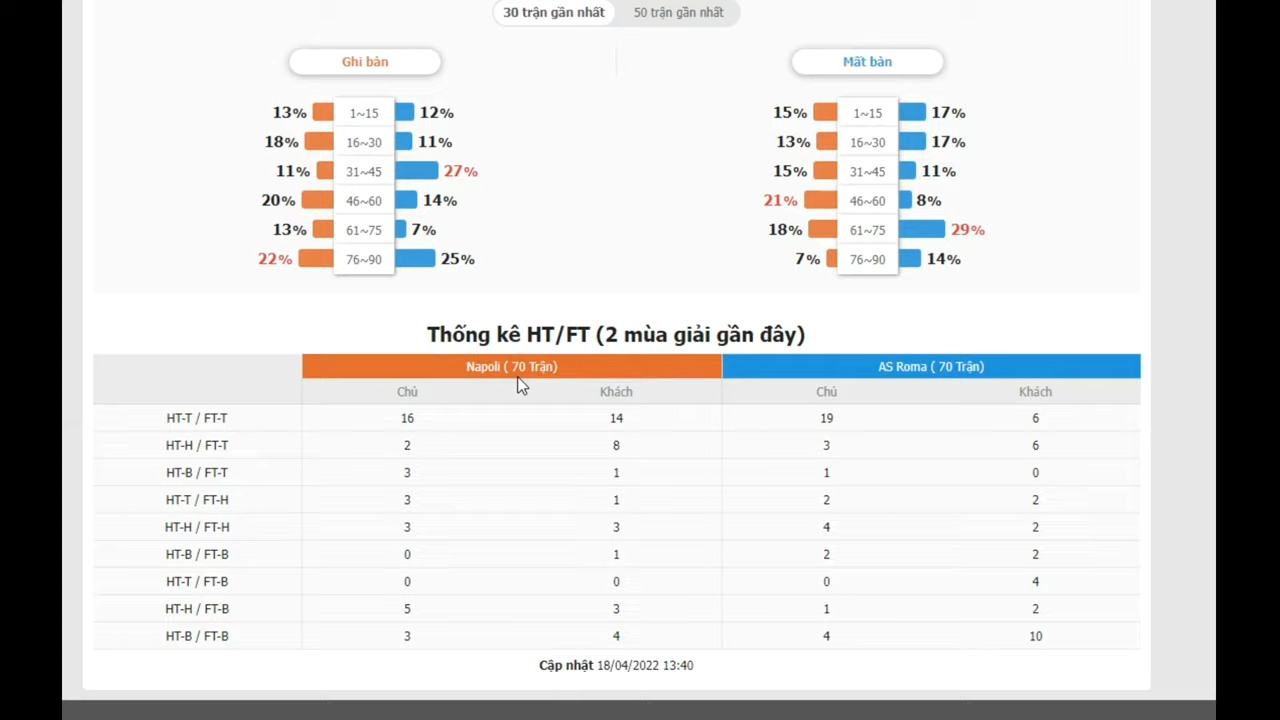 30 trận gần nhất 50 trận gần nhất
Ghi bàn Mất bàn
13% 1~15 12% 15% 1~15 17%
18% 16~30 11% 13% 16~30 17%
11% 31~45 27% 15% 31~45 11%
20% 46~60 14% 21% 46~60 8%
13% 61~75 7% 18% 61~75 29%
22% 76~90 25% 7% 76~90 14%
Thống kê HT/FT (2 mùa giải gần đây)
Napoli ( 70 Trận) AS Roma ( 70 Trận)
Chủ Khách Chủ Khách
HT-T / FT-T 16 14 19 6
HT-H / FT-T 2 8 3 6
HT-B / FT-T 3 1 1 0
HT-T / FT-H 3 1 2 2
HT-H / FT-H 3 3 4 2
HT-B / FT-B 0 1 2 2
HT-T / FT-B 0 0 0 4
HT-H / FT-B 5 3 1 2
HT-B / FT-B 3 4 4 10
Cập nhật 18/04/2022 13:40